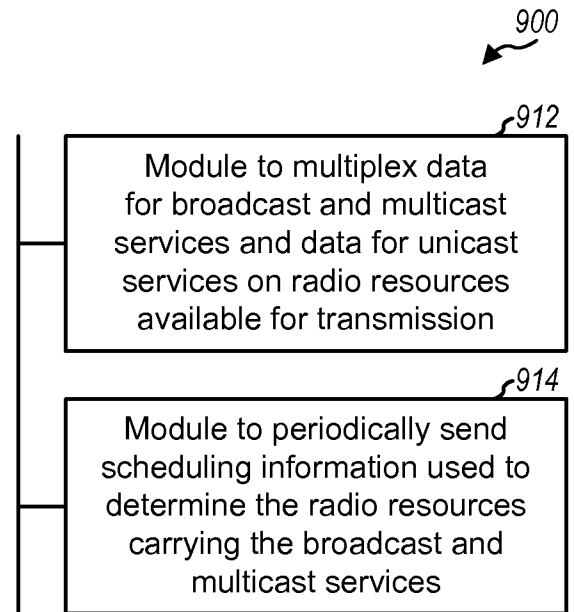 900
912
Module to multiplex data
for broadcast and multicast
services and data for unicast
services on radio resources
available for transmission
914
Module to periodically send
scheduling information used to
determine the radio resources
carrying the broadcast and
multicast services